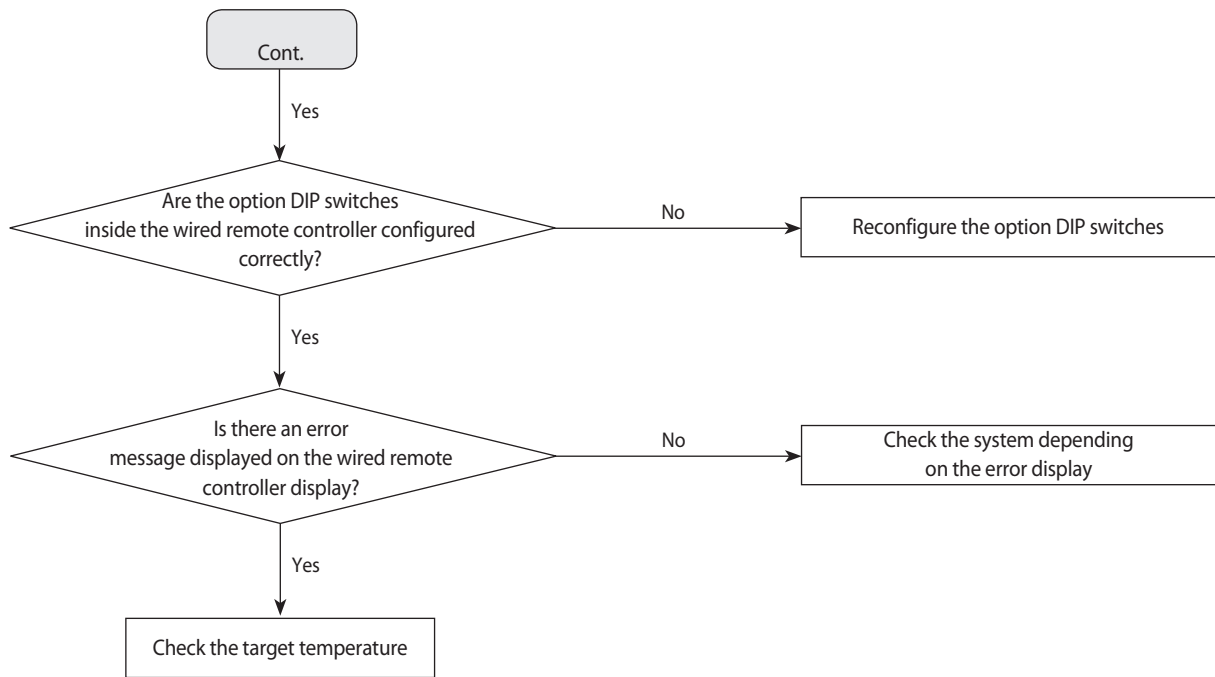 Cont.
Yes
Are the option DIP switches
inside the wired remote controller configured
correctly?
No
Reconfigure the option DIP switches
Yes
Is there an error
message displayed on the wired remote
controller display?
No
Check the system depending
on the error display
Yes
Check the target temperature